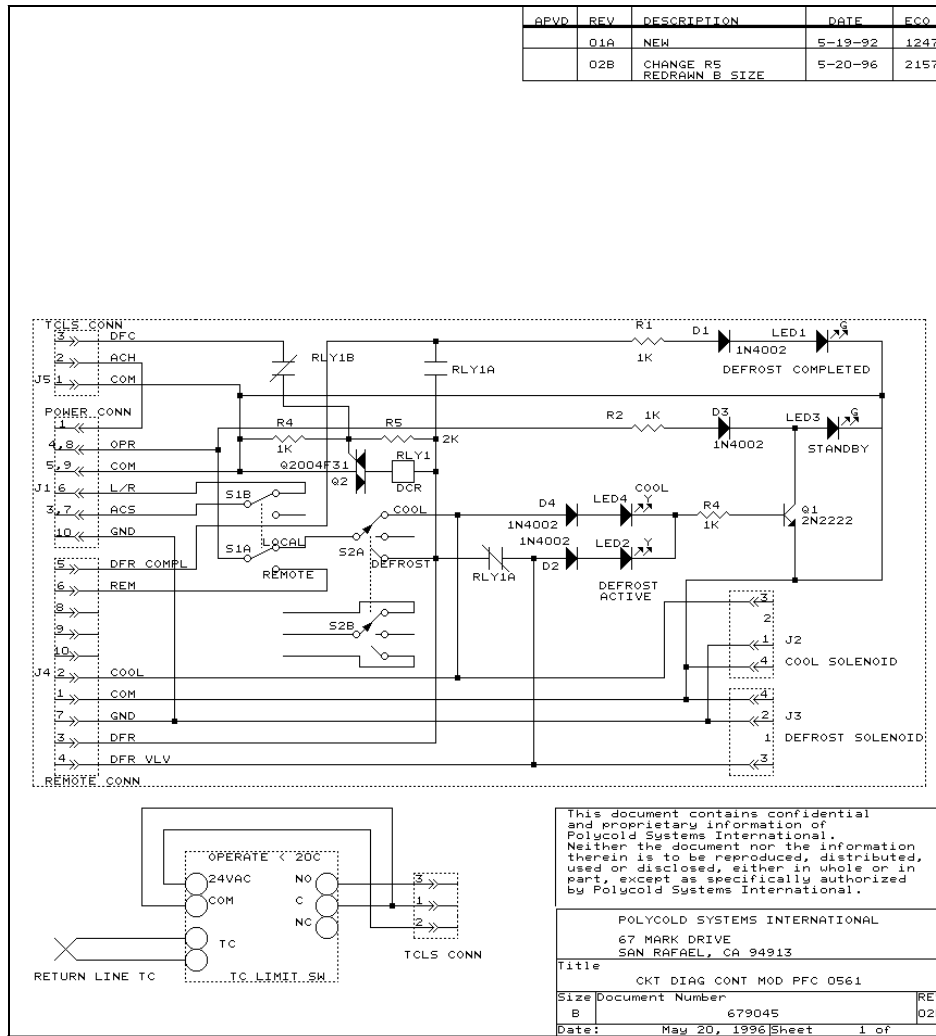 APVD REV DESCRIPTION DATE ECO
01A NEW 5-19-92 1247
02B CHANGE R5 5-20-96 2157
REDRAWN B SIZE
TCLS CONN
3 DFC
2 ACH
J5 1 COM
POWER CONN
1
4,8 OPR
5,9 COM
J1 6 L/R
3,7 ACS
10 GND
5 DFR COMPL
6 REM
8
9
10
J4 2 COOL
1 COM
7 GND
3 DFR
4 DFR VLV
REMOTE CONN
RLY1B
RLY1A
R1
1K
D1
1N4002
LED1
G
DEFROST COMPLETED
R4
1K
R5
2K
Q2004F31
Q2
RLY1
DCR
R2 1K
D3
1N4002
LED3
G
STANDBY
S1B
S1A
LOCAL
REMOTE
COOL
S2A
DEFROST
S2B
RLY1A
D4
1N4002
LED4
COOL
Y
1N4002
D2
LED2
Y
DEFROST
ACTIVE
R4
1K
Q1
2N2222
3
2
1 J2
4 COOL SOLENOID
4
2 J3
1 DEFROST SOLENOID
3
OPERATE < 20C
24VAC NO
COM C
NC
TC
RETURN LINE TC
TC LIMIT SW
3
1
2
TCLS CONN
This document contains confidential
and proprietary information of
Polycold Systems International.
Neither the document nor the information
therein is to be reproduced, distributed,
used or disclosed, either in whole or in
part, except as specifically authorized
by Polycold Systems International.
POLYCOLD SYSTEMS INTERNATIONAL
67 MARK DRIVE
SAN RAFAEL, CA 94913
Title
CKT DIAG CONT MOD PFC 0561
Size Document Number RE
B 679045 02
Date: May 20, 1996 Sheet 1 of